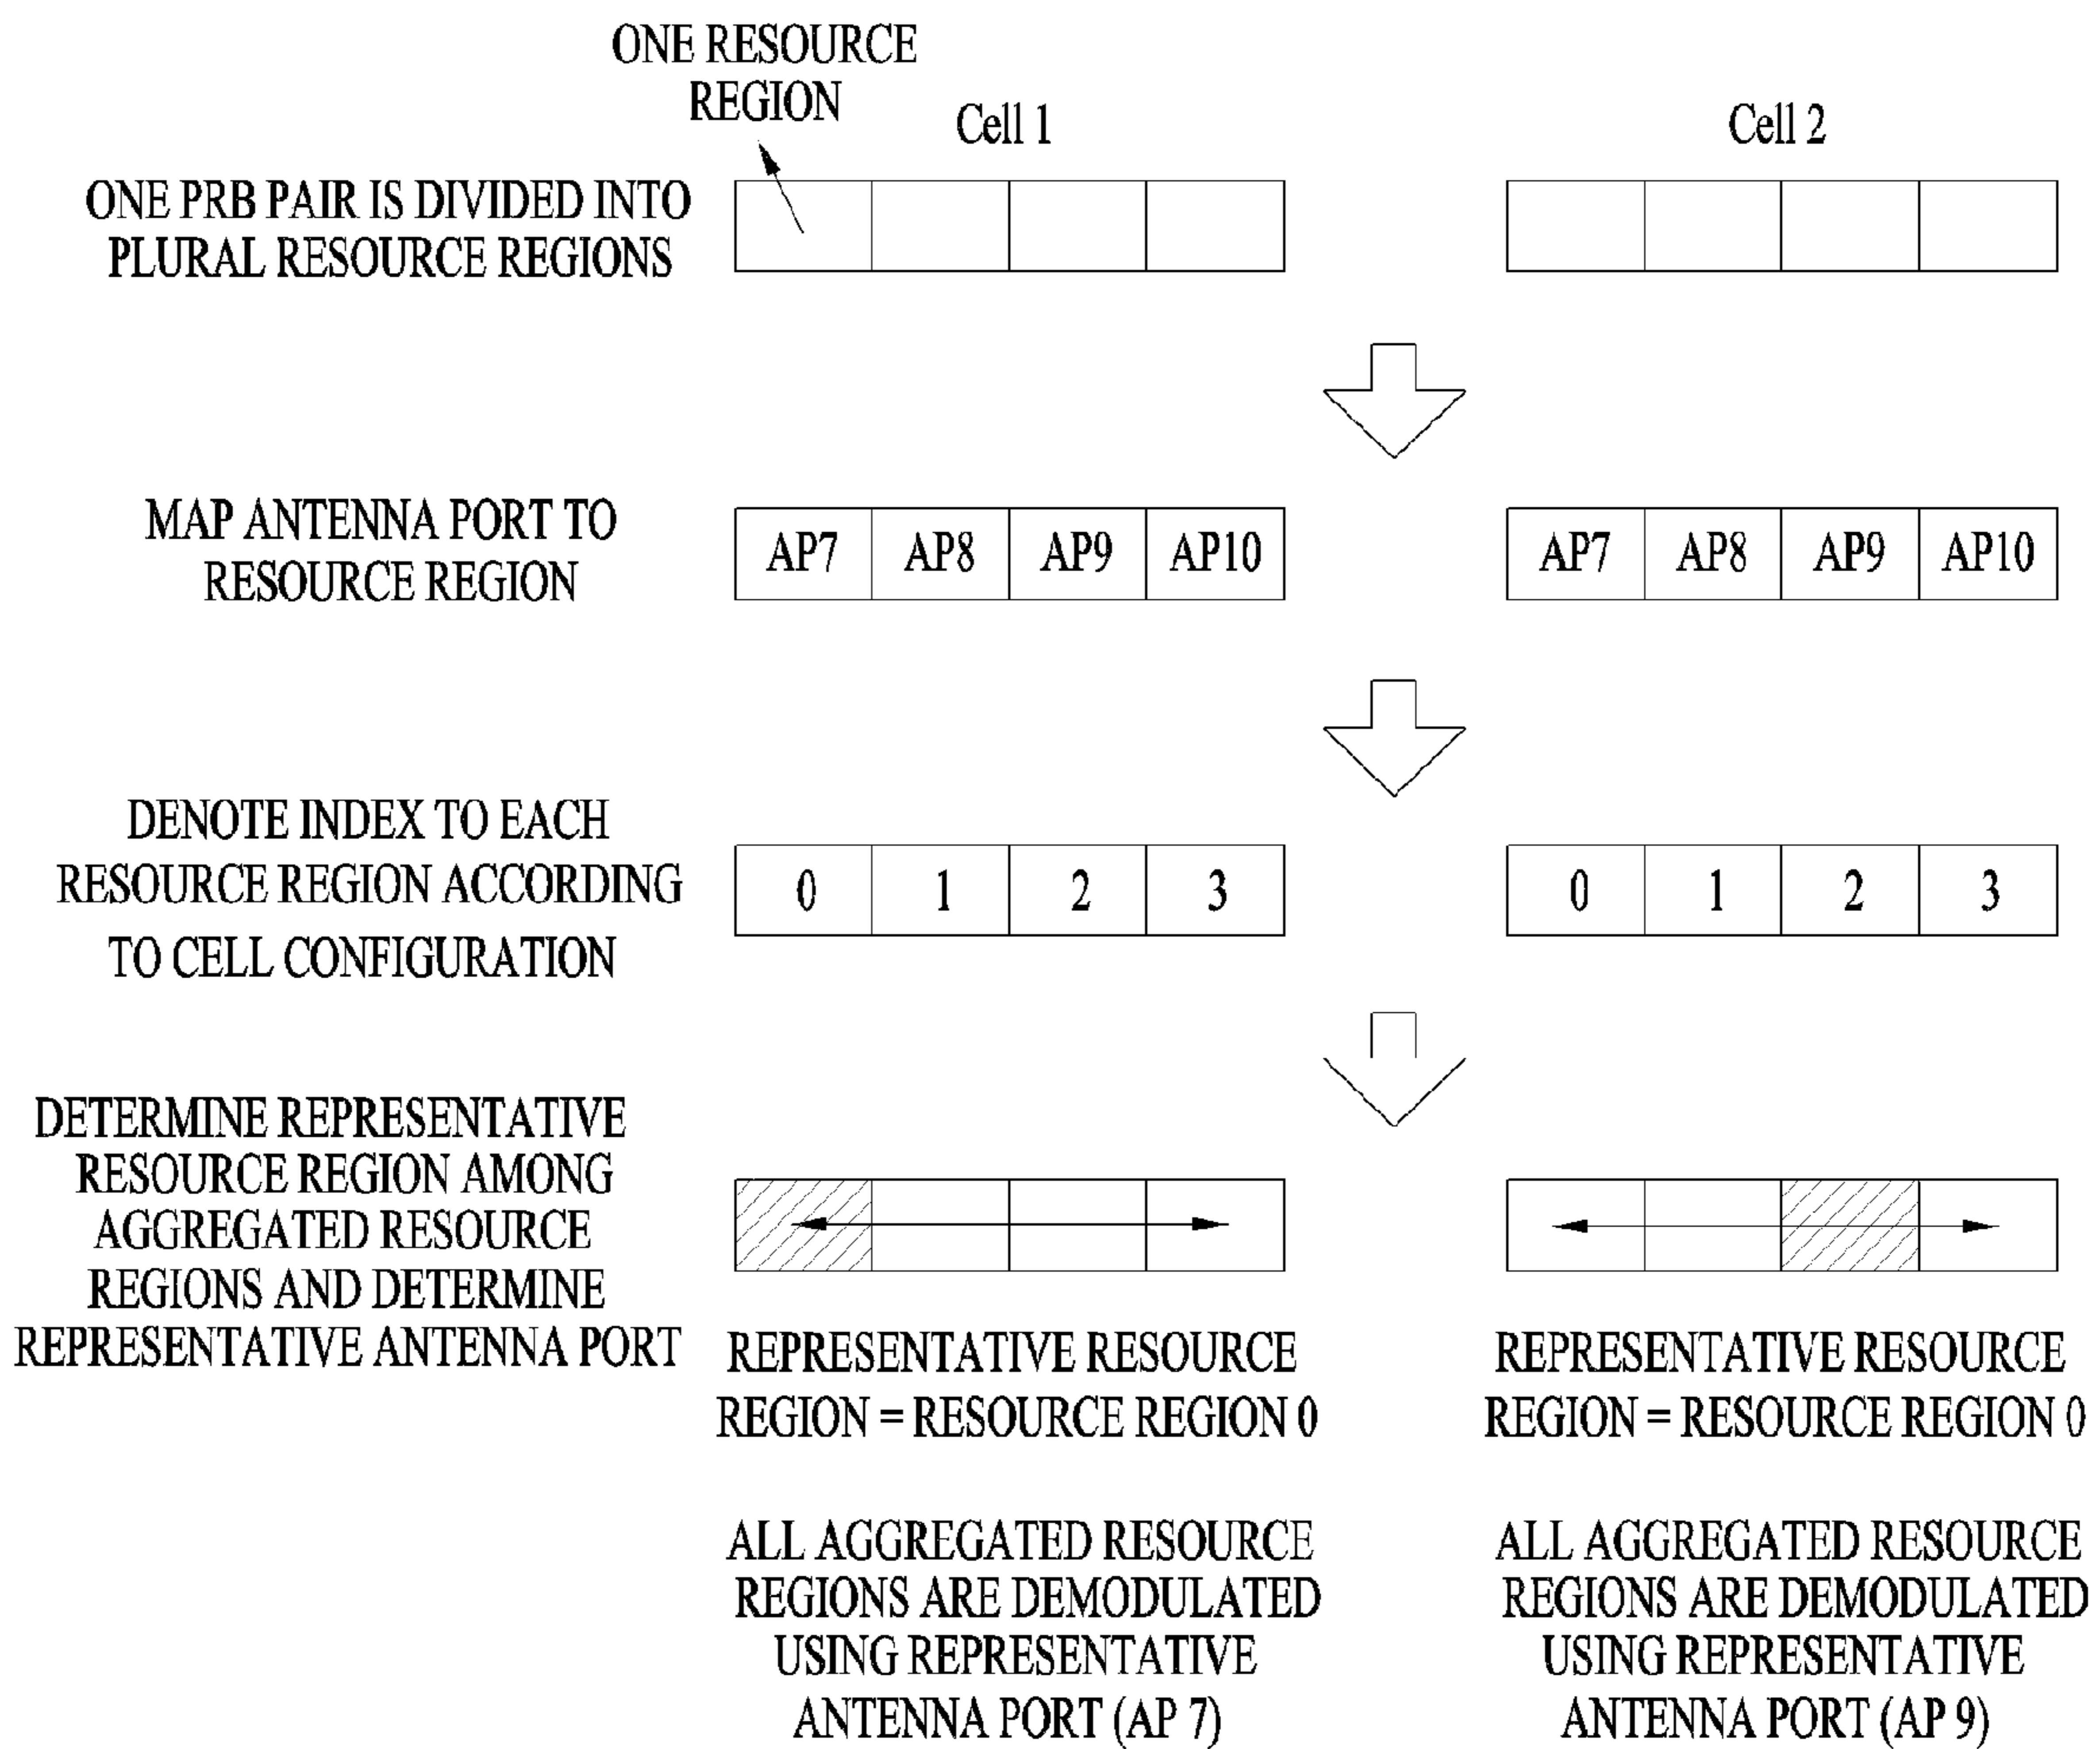 ONE RESOURCE
REGION
Cell 1
Cell 2
ONE PRB PAIR IS DIVIDED INTO
PLURAL RESOURCE REGIONS
MAP ANTENNA PORT TO
RESOURCE REGION
AP7 AP8 AP9 AP10
AP7 AP8 AP9 AP10
DENOTE INDEX TO EACH
RESOURCE REGION ACCORDING
TO CELL CONFIGURATION
0 1 2 3
0 1 2 3
DETERMINE REPRESENTATIVE
RESOURCE REGION AMONG
AGGREGATED RESOURCE
REGIONS AND DETERMINE
REPRESENTATIVE ANTENNA PORT
REPRESENTATIVE RESOURCE
REGION = RESOURCE REGION 0
ALL AGGREGATED RESOURCE
REGIONS ARE DEMODULATED
USING REPRESENTATIVE
ANTENNA PORT (AP 7)
REPRESENTATIVE RESOURCE
REGION = RESOURCE REGION 0
ALL AGGREGATED RESOURCE
REGIONS ARE DEMODULATED
USING REPRESENTATIVE
ANTENNA PORT (AP 9)